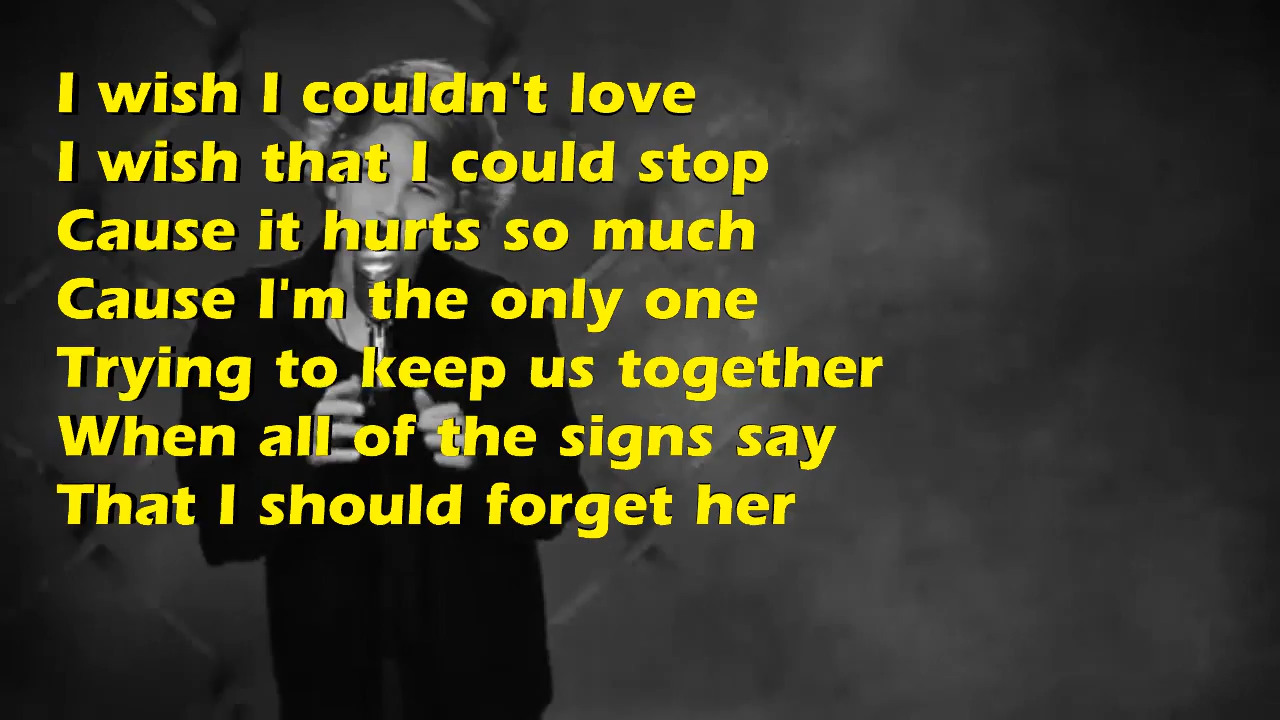 I wish I couldn't love
I wish that I could stop
Cause it hurts so much
Cause I'm the only one
Trying to keep us together
When all of the signs say
That I should forget her